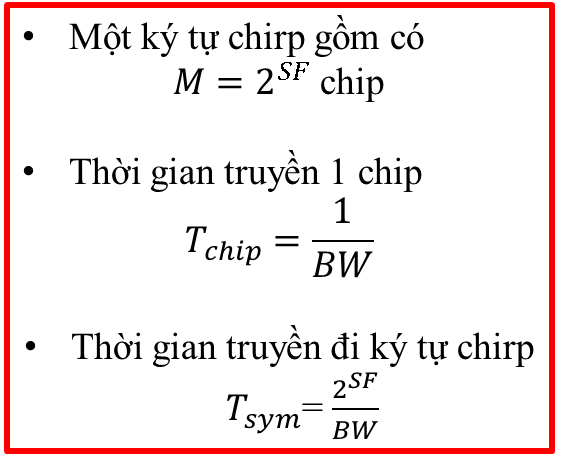 • Một ký tự chirp gồm có
M = 2^SF chip
• Thời gian truyền 1 chip
T_chip = 1/BW
• Thời gian truyền đi ký tự chirp
T_sym= 2^SF/BW